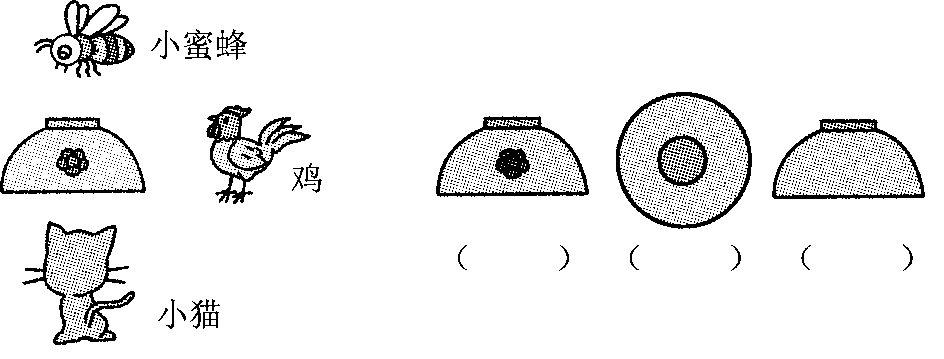 小蜜蜂
鸡
( ) ( ) ( )
小猫